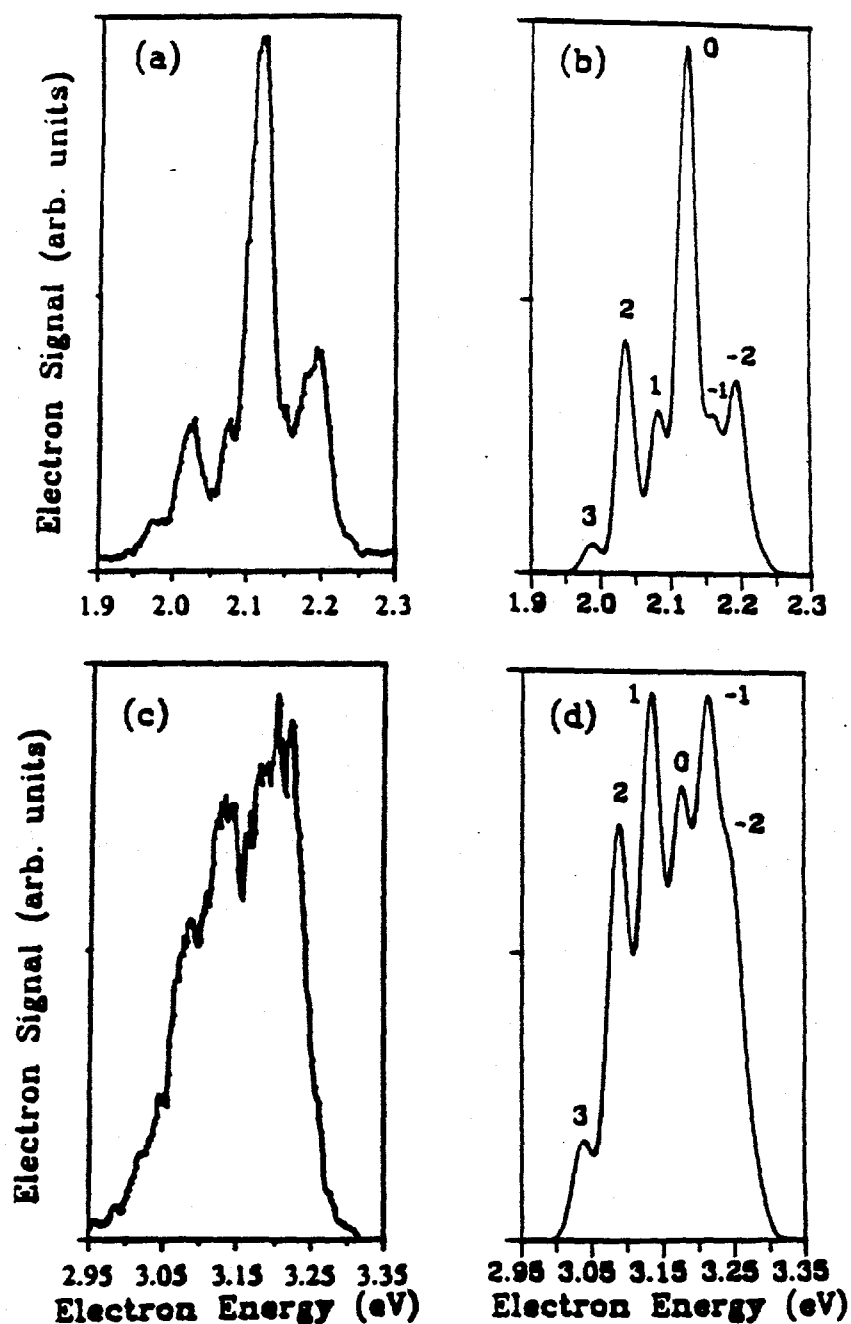 (a)
Electron Signal (arb. units)
1.9 2.0 2.1 2.2 2.3
(b)
0
2
1
-1
-2
3
1.9 2.0 2.1 2.2 2.3
(c)
Electron Signal (arb. units)
2.95 3.05 3.15 3.25 3.35
Electron Energy (eV)
(d)
1
-1
0
2
-2
3
2.95 3.05 3.15 3.25 3.35
Electron Energy (eV)